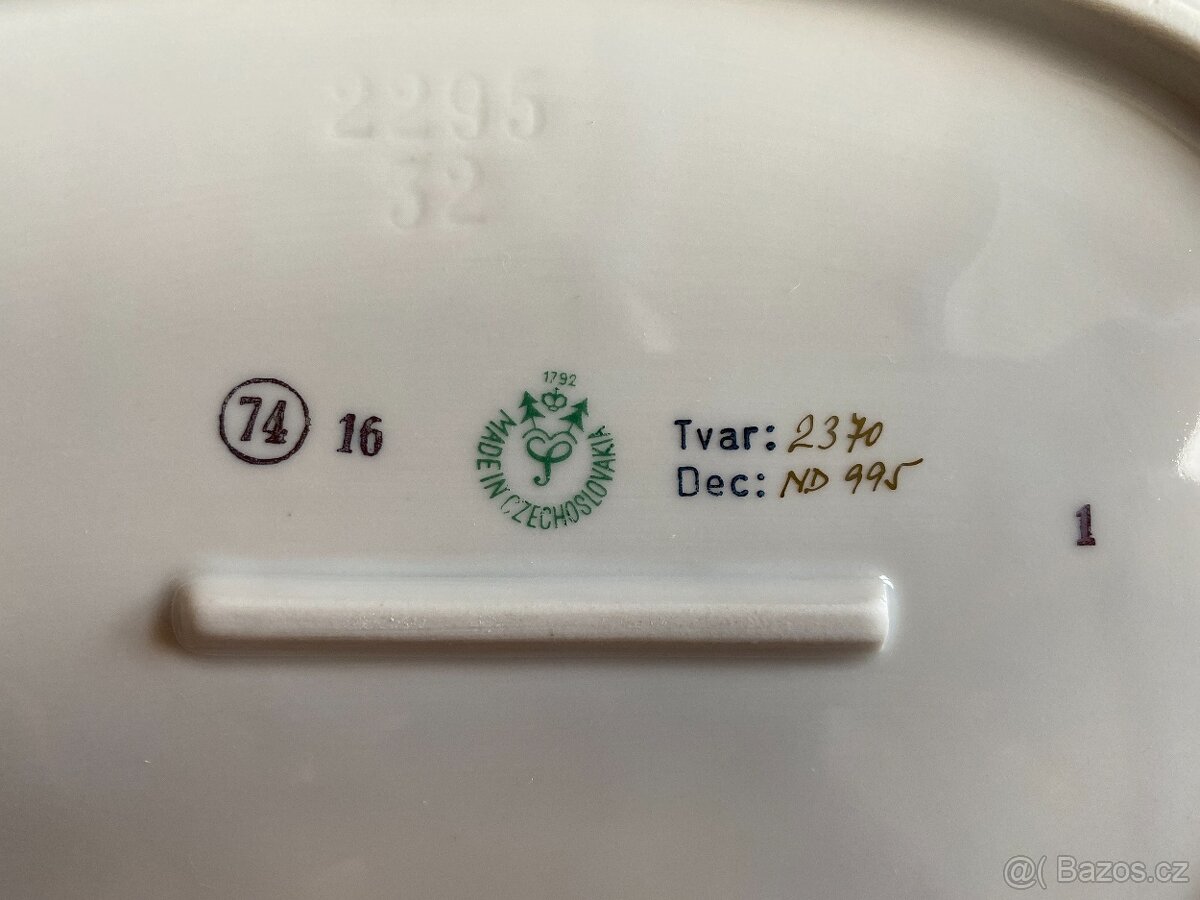 2295
32
74 16
1792
MADE IN CZECHOSLOVAKIA
Tvar: 2370
Dec: ND 995
1
@( Bazos.cz